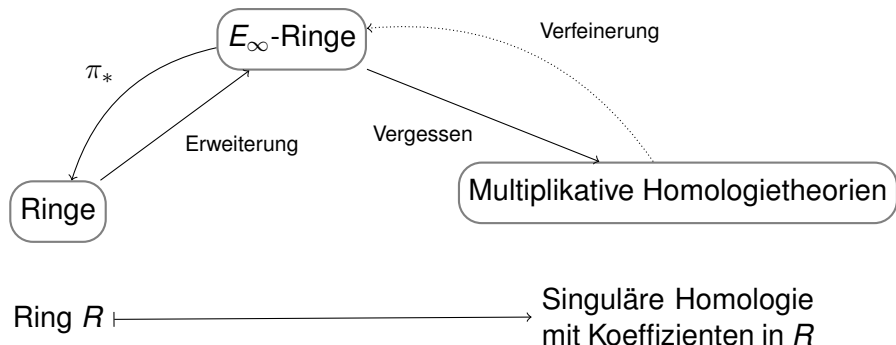 E∞-Ringe
Verfeinerung
π*
Erweiterung
Vergessen
Ringe
Multiplikative Homologietheorien
Ring R ↦ Singuläre Homologie
mit Koeffizienten in R